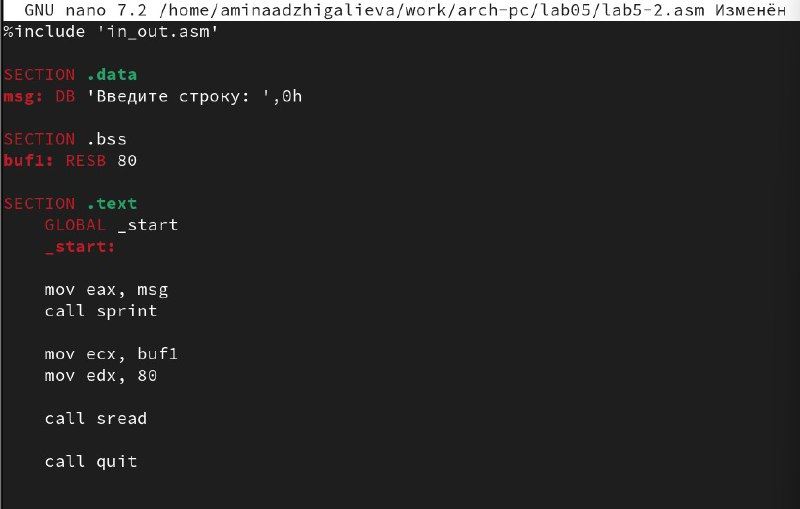 GNU nano 7.2 /home/aminaadzhigalieva/work/arch-pc/lab05/lab5-2.asm Изменён
%include 'in_out.asm'
SECTION .data
msg: DB 'Введите строку: ',0h
SECTION .bss
buf1: RESB 80
SECTION .text
GLOBAL _start
_start:
mov eax, msg
call sprint
mov ecx, buf1
mov edx, 80
call sread
call quit